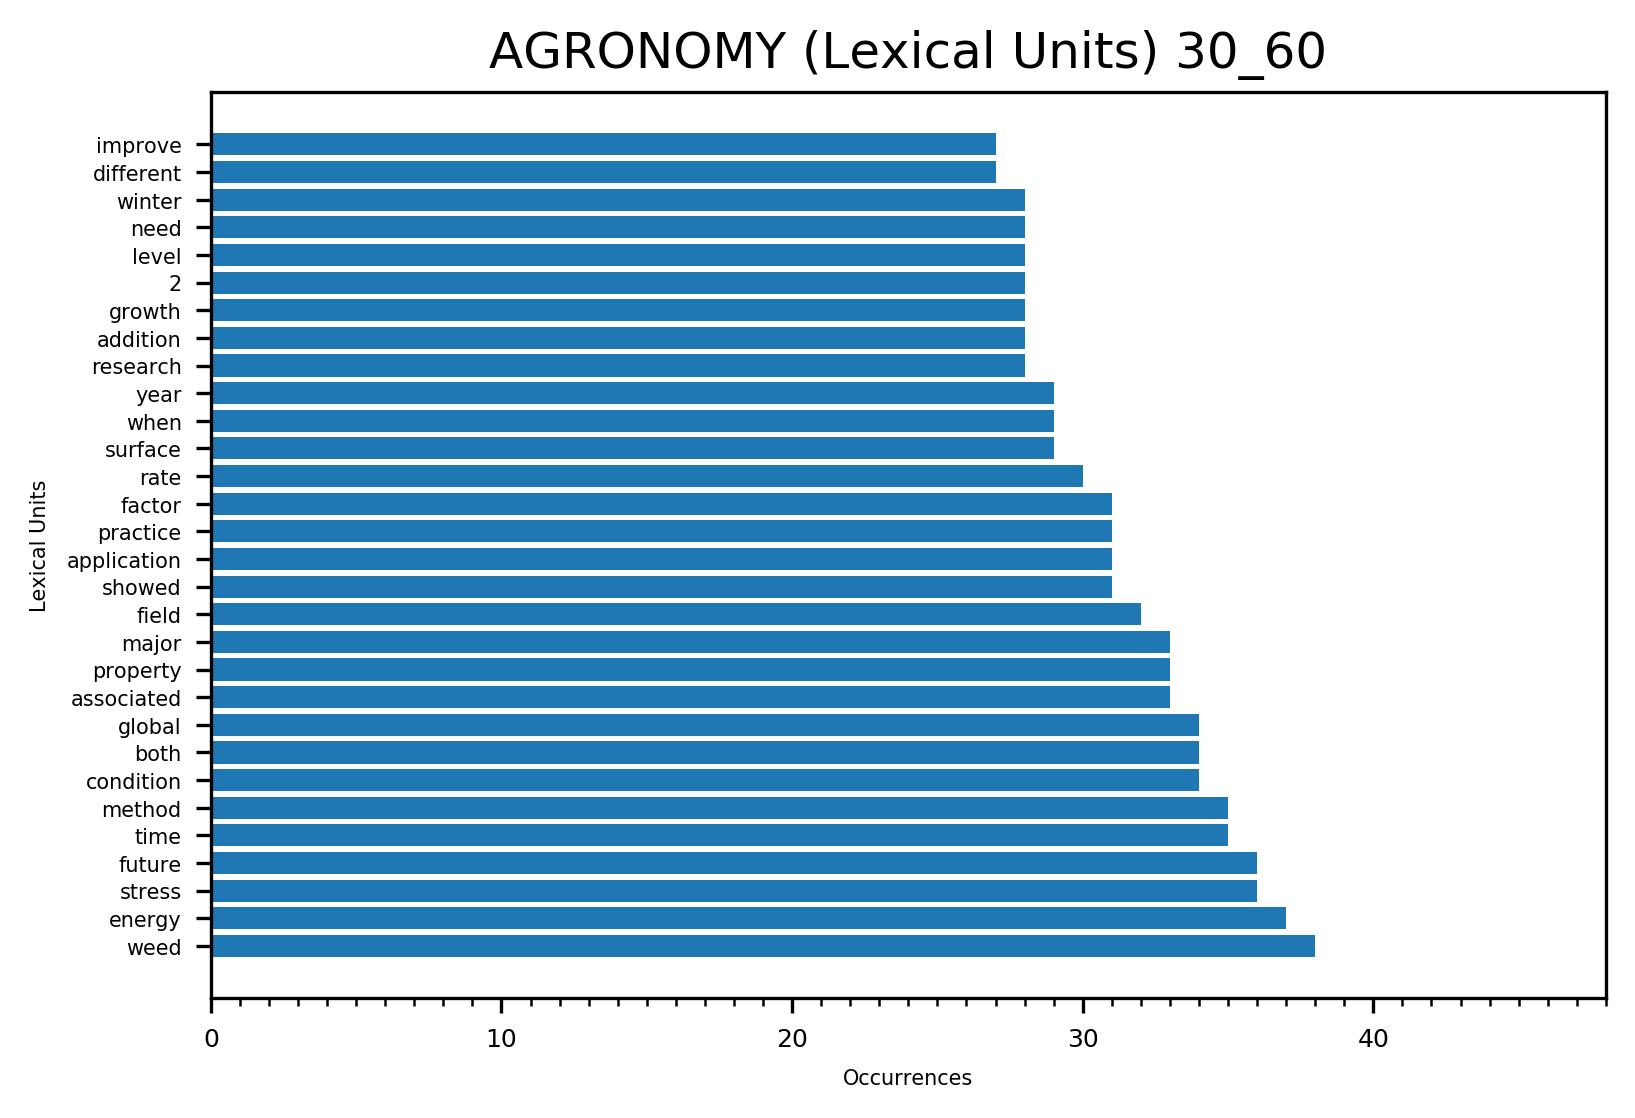 AGRONOMY (Lexical Units) 30_60
improve
different
winter
need
level
2
growth
addition
research
year
when
surface
rate
factor
practice
application
showed
field
major
property
associated
global
both
condition
method
time
future
stress
energy
weed
Lexical Units
0 10 20 30 40
Occurrences